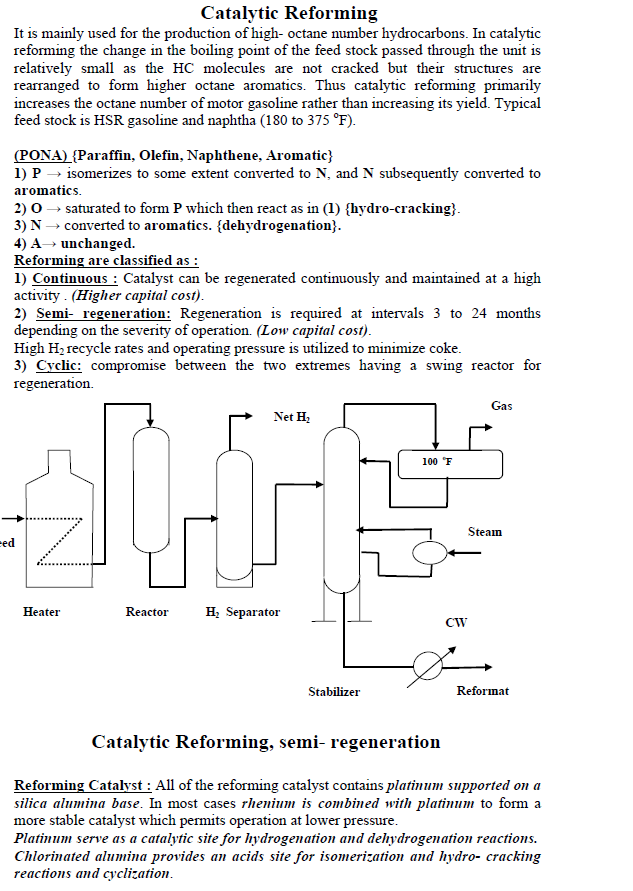 Catalytic Reforming
It is mainly used for the production of high- octane number hydrocarbons. In catalytic
reforming the change in the boiling point of the feed stock passed through the unit is
relatively small as the HC molecules are not cracked but their structures are
rearranged to form higher octane aromatics. Thus catalytic reforming primarily
increases the octane number of motor gasoline rather than increasing its yield. Typical
feed stock is HSR gasoline and naphtha (180 to 375 °F).
(PONA) {Paraffin, Olefin, Naphthene, Aromatic}
1) P → isomerizes to some extent converted to N, and N subsequently converted to
aromatics.
2) O → saturated to form P which then react as in (1) {hydro-cracking}.
3) N → converted to aromatics. {dehydrogenation}.
4) A→ unchanged.
Reforming are classified as :
1) Continuous : Catalyst can be regenerated continuously and maintained at a high
activity . (Higher capital cost).
2) Semi- regeneration: Regeneration is required at intervals 3 to 24 months
depending on the severity of operation. (Low capital cost).
High H₂ recycle rates and operating pressure is utilized to minimize coke.
3) Cyclic: compromise between the two extremes having a swing reactor for
regeneration.
Gas
Net H₂
100 °F
Steam
eed
Heater Reactor H₂ Separator
CW
Stabilizer Reformat
Catalytic Reforming, semi- regeneration
Reforming Catalyst : All of the reforming catalyst contains platinum supported on a
silica alumina base. In most cases rhenium is combined with platinum to form a
more stable catalyst which permits operation at lower pressure.
Platinum serve as a catalytic site for hydrogenation and dehydrogenation reactions.
Chlorinated alumina provides an acids site for isomerization and hydro- cracking
reactions and cyclization.